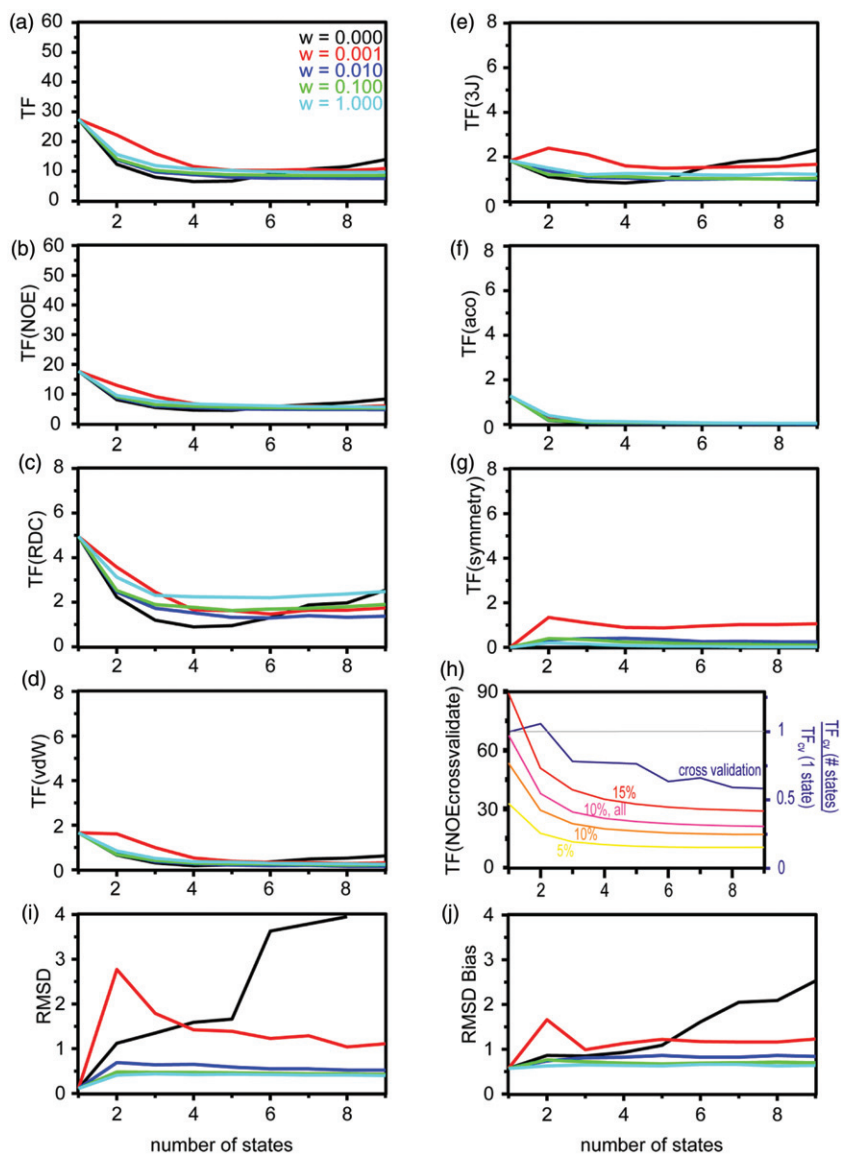 (a)
TF
60
50
40
30
20
10
0
2 4 6 8
w = 0.000
w = 0.001
w = 0.010
w = 0.100
w = 1.000
(b)
TF(NOE)
60
50
40
30
20
10
0
2 4 6 8
(c)
TF(RDC)
8
6
4
2
0
2 4 6 8
(d)
TF(vdW)
8
6
4
2
0
2 4 6 8
(i)
RMSD
4
3
2
1
0
2 4 6 8
number of states
(e)
TF(3J)
8
6
4
2
0
2 4 6 8
(f)
TF(aco)
8
6
4
2
0
2 4 6 8
(g)
TF(symmetry)
8
6
4
2
0
2 4 6 8
(h)
TF(NOEcrossvalidate)
90
60
30
0
2 4 6 8
cross validation
15%
10%, all
10%
5%
1
0.5
0
TFcv (# states)
TFcv (1 state)
(j)
RMSD Bias
4
3
2
1
0
2 4 6 8
number of states